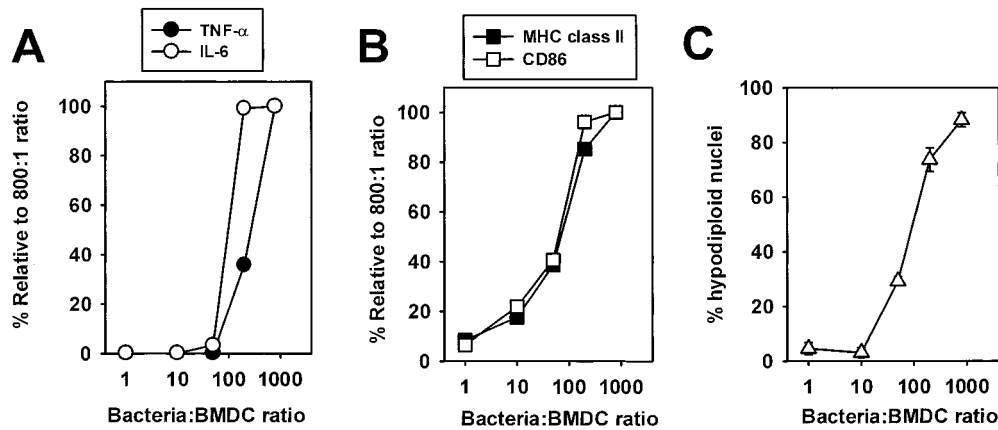 A
TNF-α
IL-6
% Relative to 800:1 ratio
100
80
60
40
20
0
1 10 100 1000
Bacteria:BMDC ratio
B
MHC class II
CD86
% Relative to 800:1 ratio
100
80
60
40
20
0
1 10 100 1000
Bacteria:BMDC ratio
C
% hypodiploid nuclei
100
80
60
40
20
0
1 10 100 1000
Bacteria:BMDC ratio